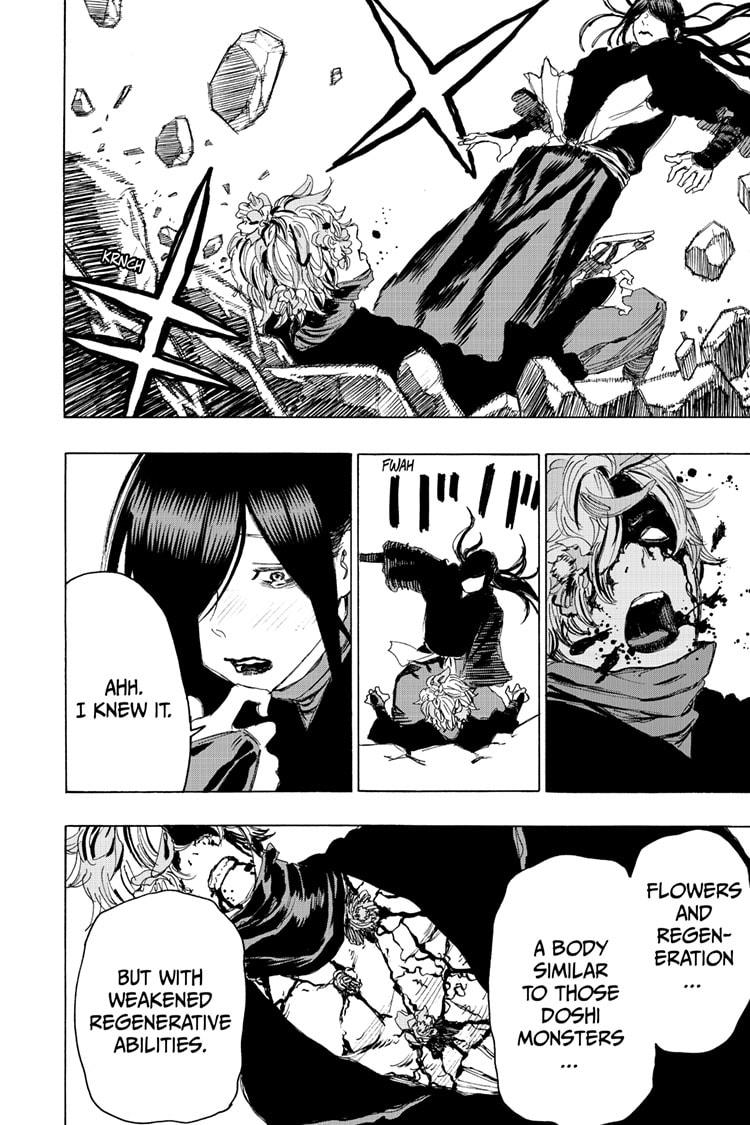 KRNCH
FWAH
AHH.
I KNEW IT.
FLOWERS
AND
REGEN-
ERATION
...
A BODY
SIMILAR
TO THOSE
DOSHI
MONSTERS
...
BUT WITH
WEAKENED
REGENERATIVE
ABILITIES.